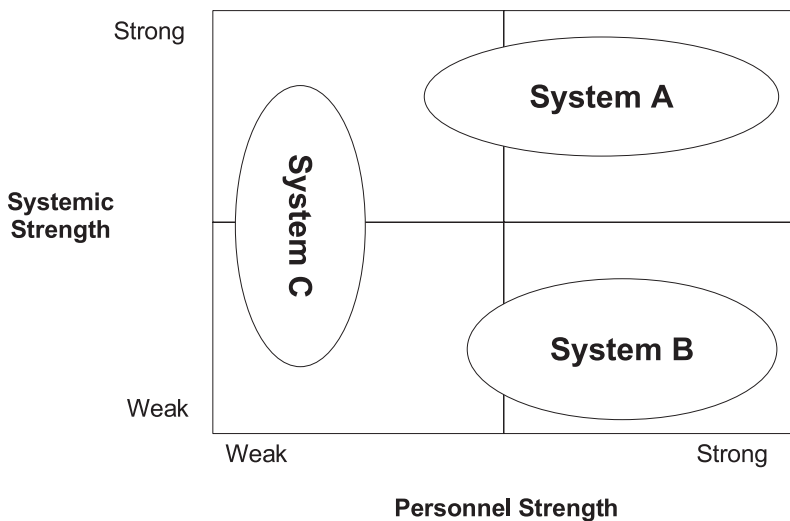 Strong
System A
System C
Systemic
Strength
System B
Weak
Weak
Strong
Personnel Strength